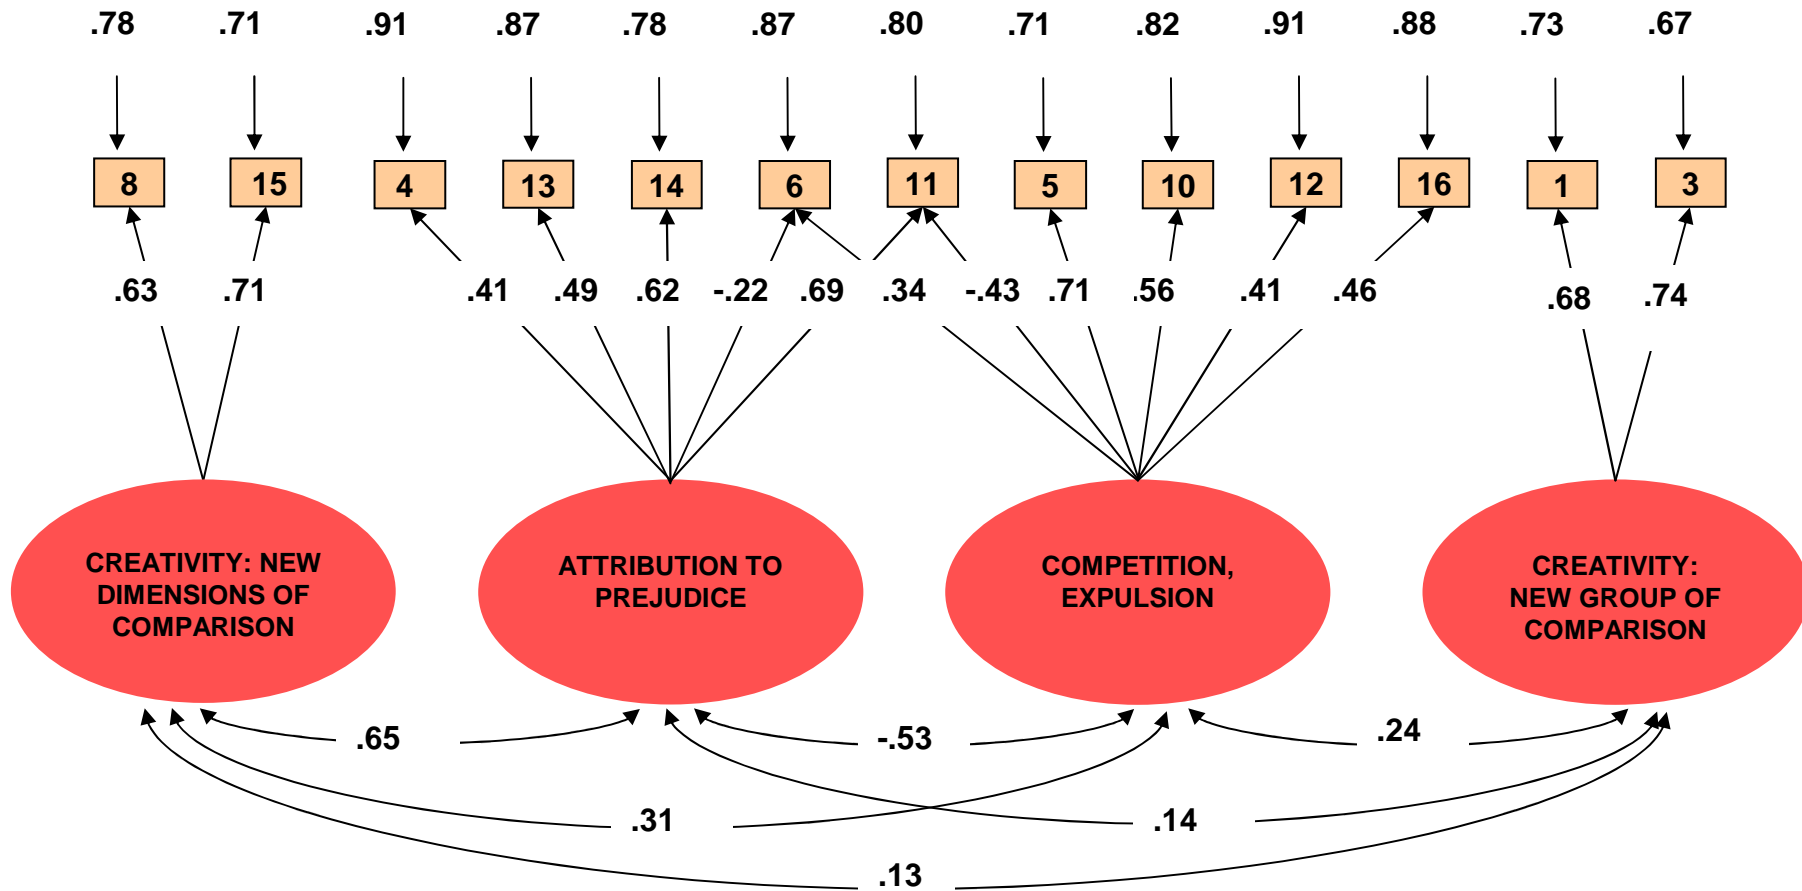 .78 .71 .91 .87 .78 .87 .80 .71 .82 .91 .88 .73 .67
8 15 4 13 14 6 11 5 10 12 16 1 3
.63 .71 .41 .49 .62 -.22 .69 .34 -.43 .71 .56 .41 .46 .68 .74
CREATIVITY: NEW
DIMENSIONS OF
COMPARISON
ATTRIBUTION TO
PREJUDICE
COMPETITION,
EXPULSION
CREATIVITY:
NEW GROUP OF
COMPARISON
.65 -.53 .24
.31 .14
.13